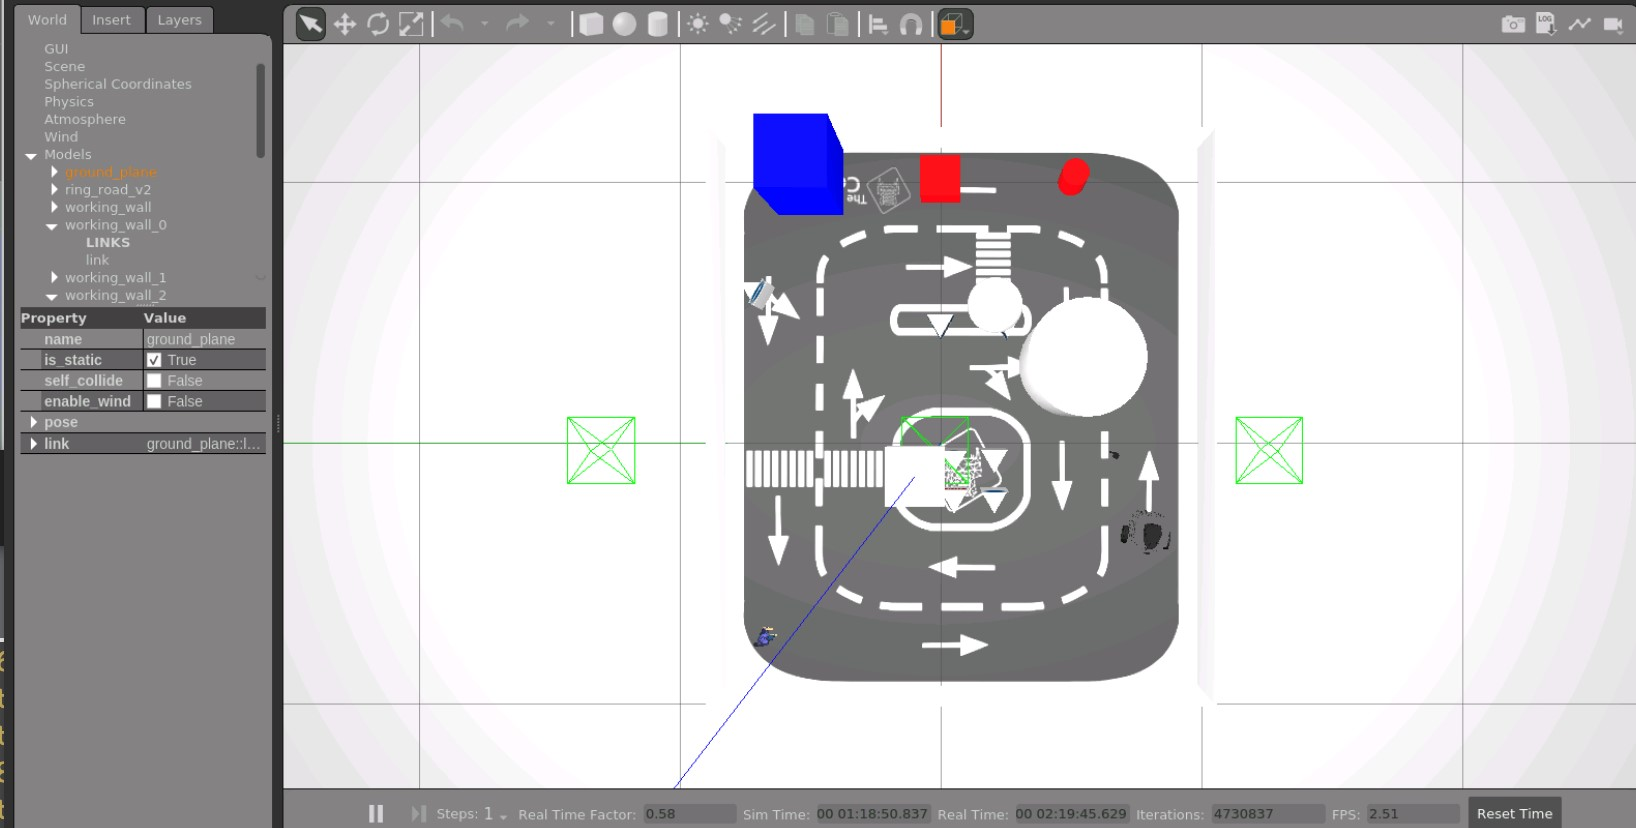 World Insert Layers
GUI
Scene
Spherical Coordinates
Physics
Atmosphere
Wind
Models
ground_plane
ring_road_v2
working_wall
working_wall_0
LINKS
link
working_wall_1
working_wall_2
Property Value
name ground_plane
is_static True
self_collide False
enable_wind False
pose
link ground_plane::l...
LOG
The
Steps: 1 Real Time Factor: 0.58 Sim Time: 00 01:18:50.837 Real Time: 00 02:19:45.629 Iterations: 4730837 FPS: 2.51 Reset Time